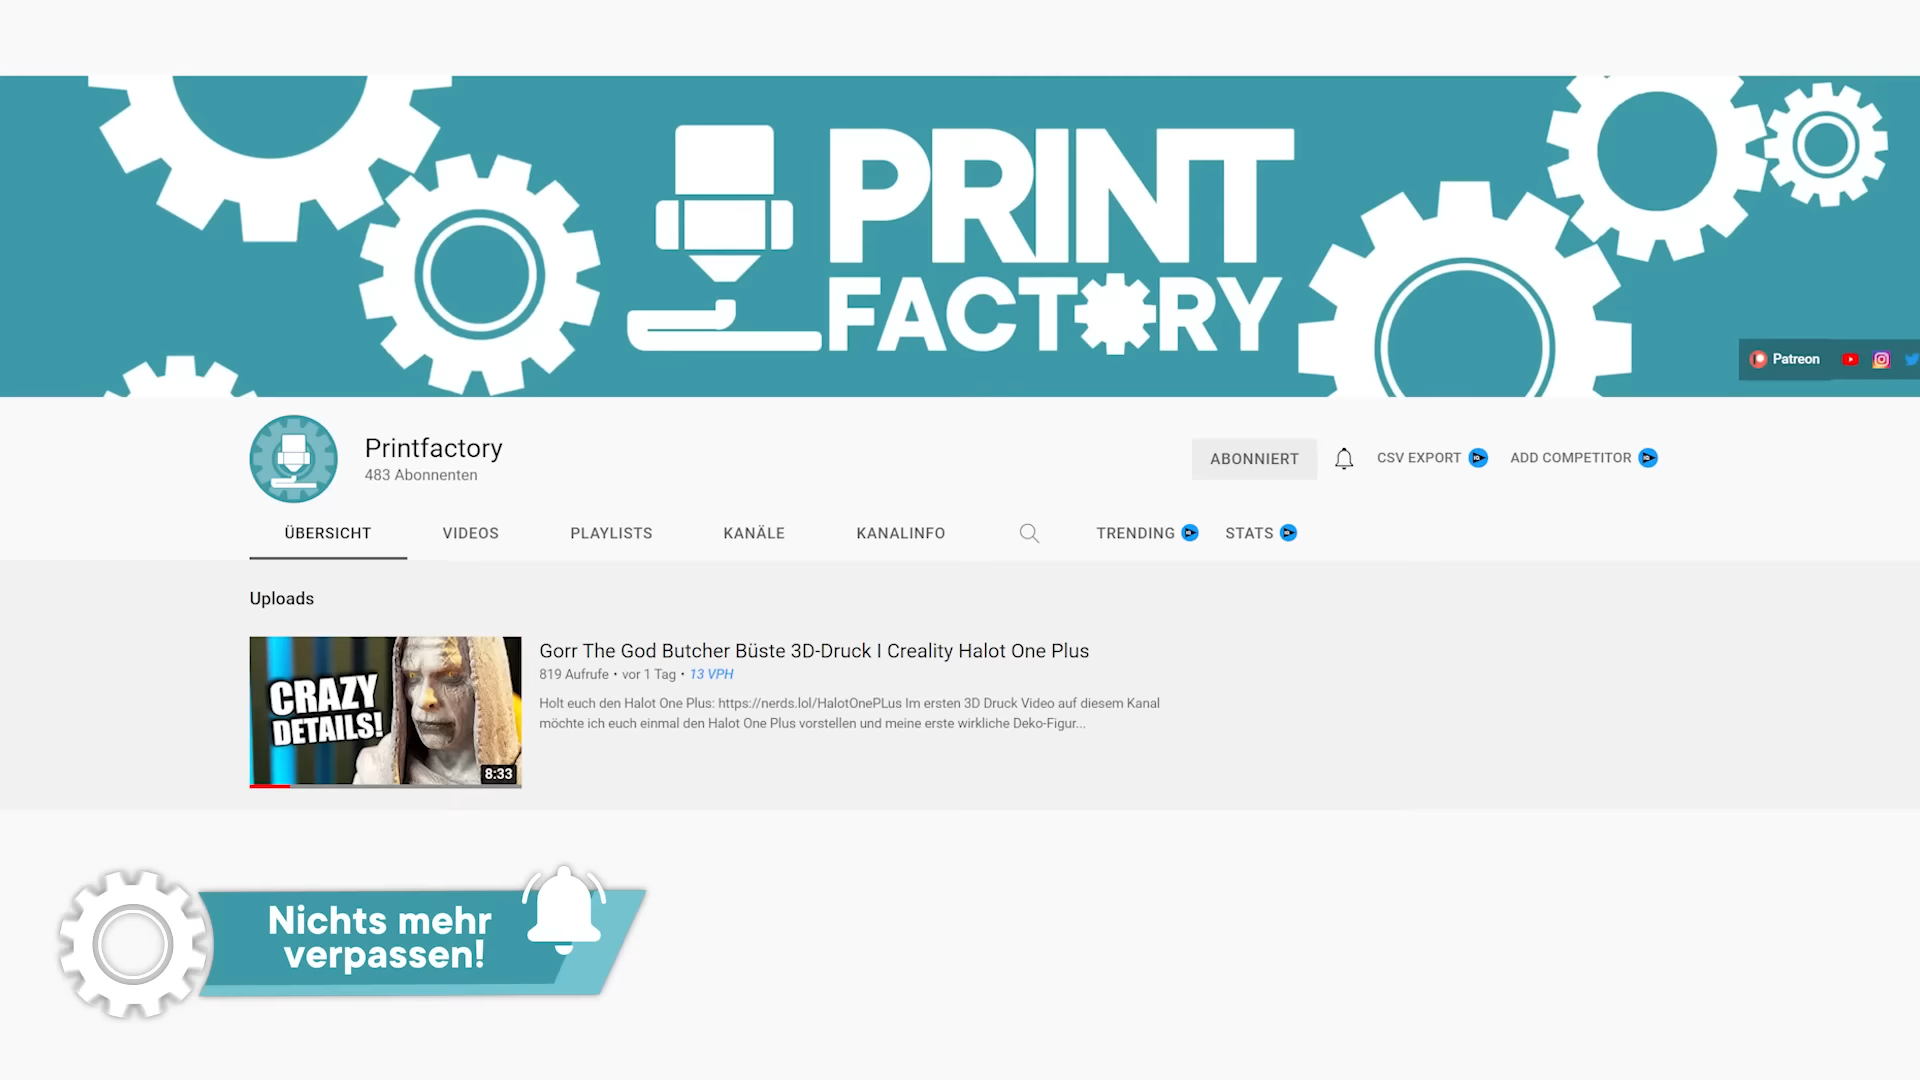 PRINT
FACTORY
Patreon
Printfactory
483 Abonnenten
ABONNIERT
CSV EXPORT
ADD COMPETITOR
ÜBERSICHT
VIDEOS
PLAYLISTS
KANÄLE
KANALINFO
TRENDING
STATS
Uploads
CRAZY
DETAILS!
8:33
Gorr The God Butcher Büste 3D-Druck I Creality Halot One Plus
819 Aufrufe • vor 1 Tag • 13 VPH
Holt euch den Halot One Plus: https://nerds.lol/HalotOnePLus Im ersten 3D Druck Video auf diesem Kanal
möchte ich euch einmal den Halot One Plus vorstellen und meine erste wirkliche Deko-Figur...
Nichts mehr
verpassen!